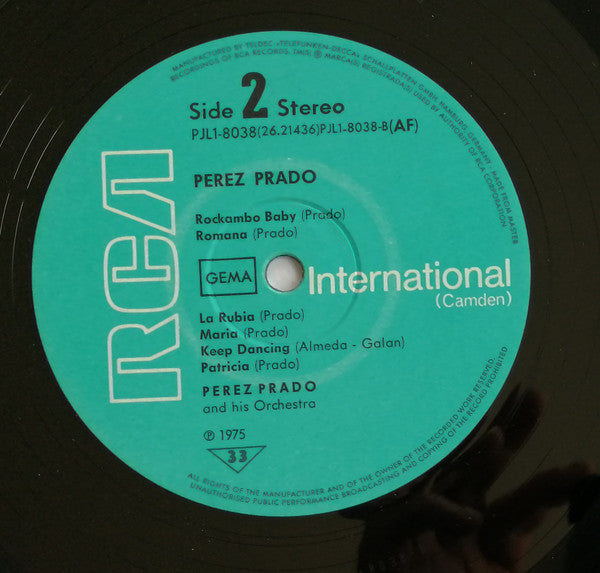 MANUFACTURED BY TELDEC »TELEFUNKEN-DECCA« SCHALLPLATTEN GMBH, HAMBURG, GERMANY · MADE FROM MASTER
RECORDINGS OF RCA RECORDS. TM(S) ® MARCA(S) REGISTRADA(S) USED BY AUTHORITY OF RCA CORPORATION
Side 2 Stereo
PJL1-8038(26.21436)PJL1-8038-B(AF)
PEREZ PRADO
Rockambo Baby (Prado)
Romana (Prado)
RCA
GEMA
International
(Camden)
La Rubia (Prado)
Maria (Prado)
Keep Dancing (Almeda - Galan)
Patricia (Prado)
PEREZ PRADO
and his Orchestra
℗ 1975
33
ALL RIGHTS OF THE MANUFACTURER AND OF THE OWNER OF THE RECORDED WORK RESERVED.
UNAUTHORISED PUBLIC PERFORMANCE BROADCASTING AND COPYING OF THE RECORD PROHIBITED